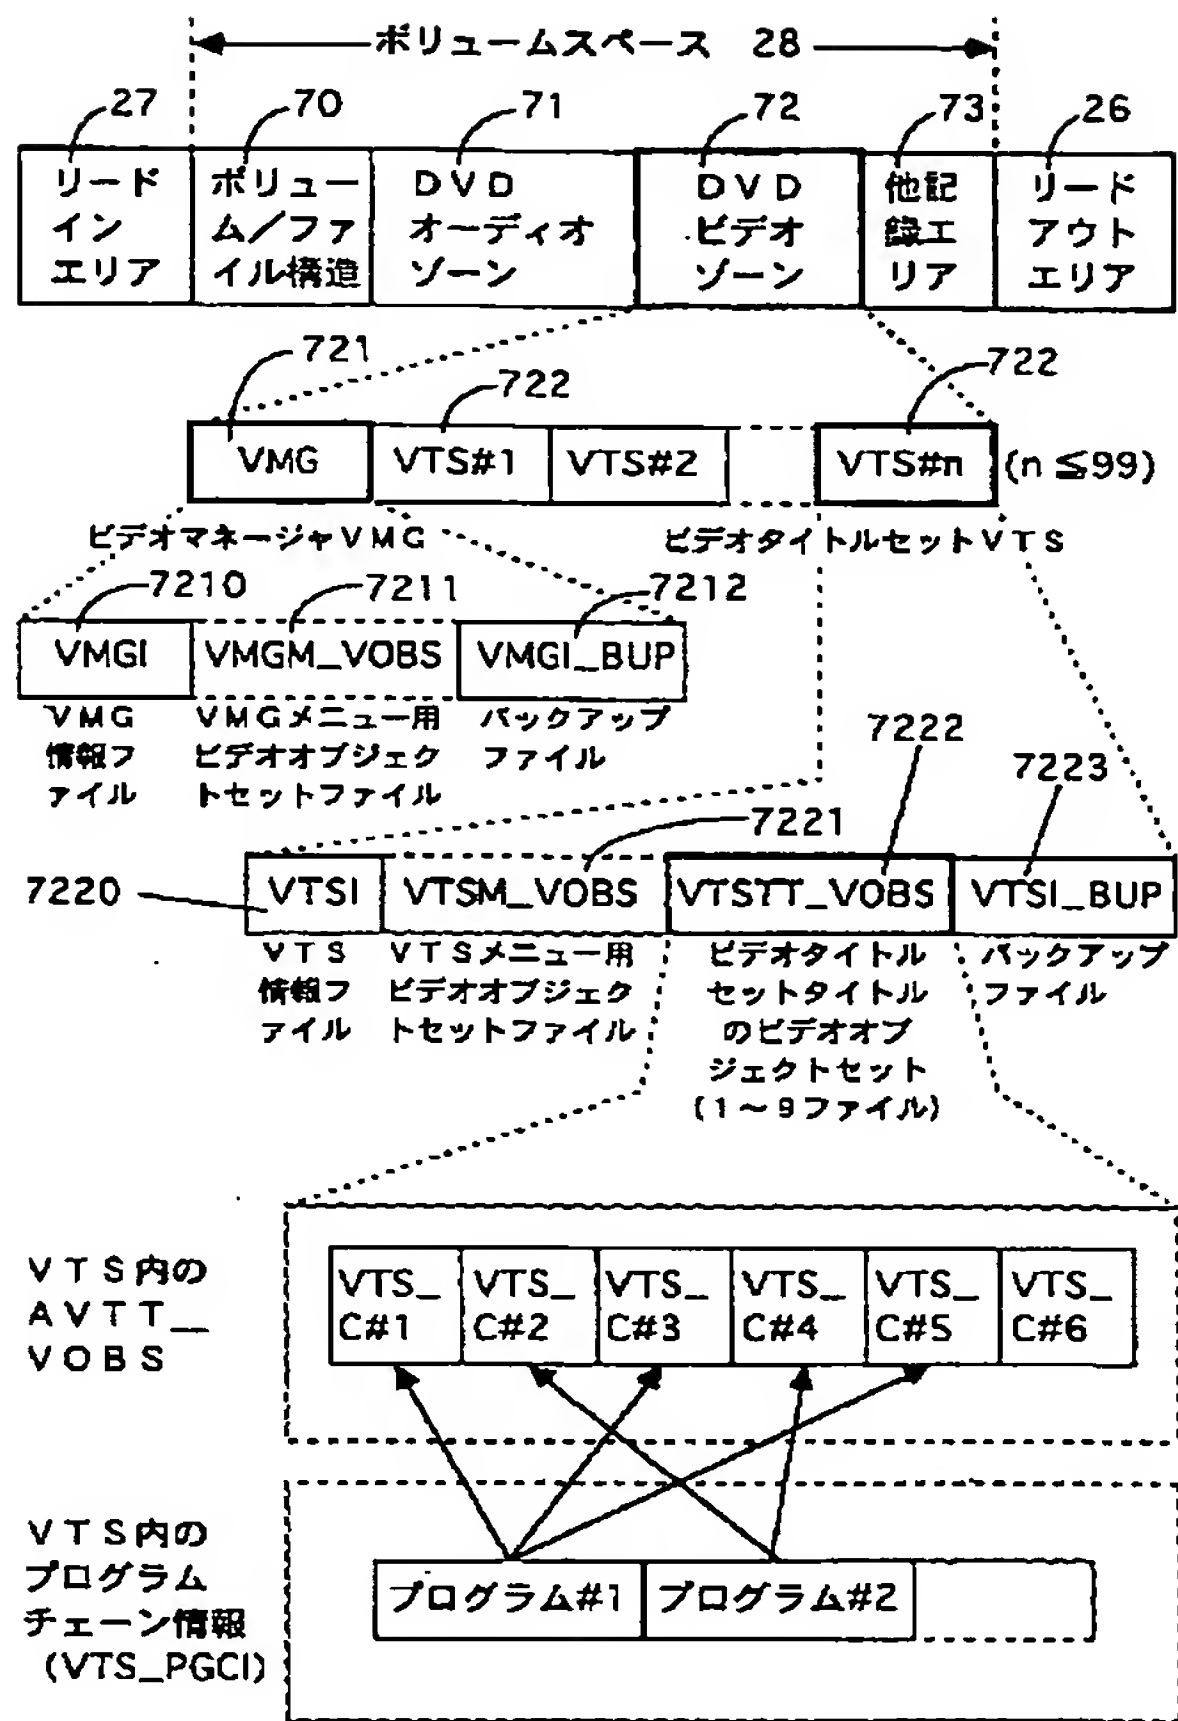 ボリュームスペース 28
27
70
71
72
73
26
リード
イン
エリア
ボリュー
ム/ファ
イル構造
DVD
オーディオ
ゾーン
DVD
ビデオ
ゾーン
他記
録エ
リア
リード
アウト
エリア
721
722
722
VMG
VTS#1
VTS#2
VTS#n
(n≦99)
ビデオマネージャVMG
ビデオタイトルセットVTS
7210
7211
7212
VMGI
VMGM_VOBS
VMGI_BUP
VMG
情報フ
ァイル
VMGメニュー用
ビデオオブジェク
トセットファイル
バックアップ
ファイル
7222
7223
7221
7220
VTSI
VTSM_VOBS
VTSTT_VOBS
VTSI_BUP
VTS
情報フ
ァイル
VTSメニュー用
ビデオオブジェク
トセットファイル
ビデオタイトル
セットタイトル
のビデオオブ
ジェクトセット
(1～9ファイル)
バックアップ
ファイル
VTS内の
AVTT_
VOBS
VTS_
C#1
VTS_
C#2
VTS_
C#3
VTS_
C#4
VTS_
C#5
VTS_
C#6
VTS内の
プログラム
チェーン情報
(VTS_PGCI)
プログラム#1
プログラム#2